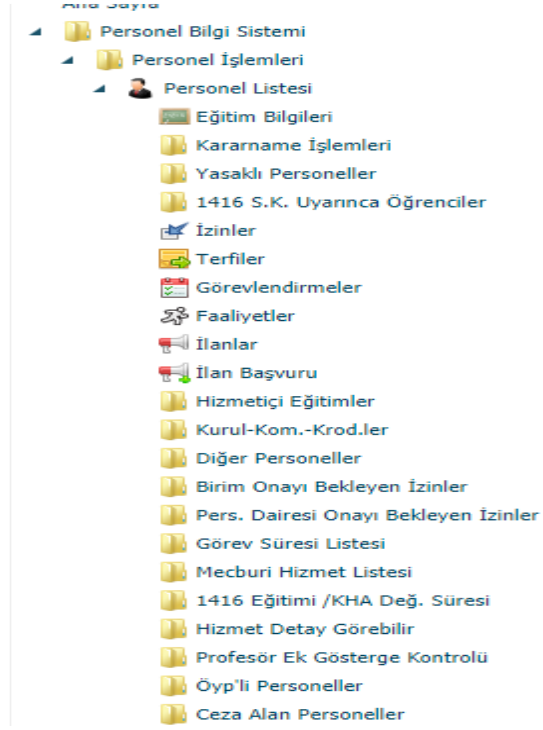 Ana Sayfa
Personel Bilgi Sistemi
Personel İşlemleri
Personel Listesi
Eğitim Bilgileri
Kararname İşlemleri
Yasaklı Personeller
1416 S.K. Uyarınca Öğrenciler
İzinler
Terfiler
Görevlendirmeler
Faaliyetler
İlanlar
İlan Başvuru
Hizmetiçi Eğitimler
Kurul-Kom.-Krod.ler
Diğer Personeller
Birim Onayı Bekleyen İzinler
Pers. Dairesi Onayı Bekleyen İzinler
Görev Süresi Listesi
Mecburi Hizmet Listesi
1416 Eğitimi /KHA Değ. Süresi
Hizmet Detay Görebilir
Profesör Ek Gösterge Kontrolü
Öyp'li Personeller
Ceza Alan Personeller